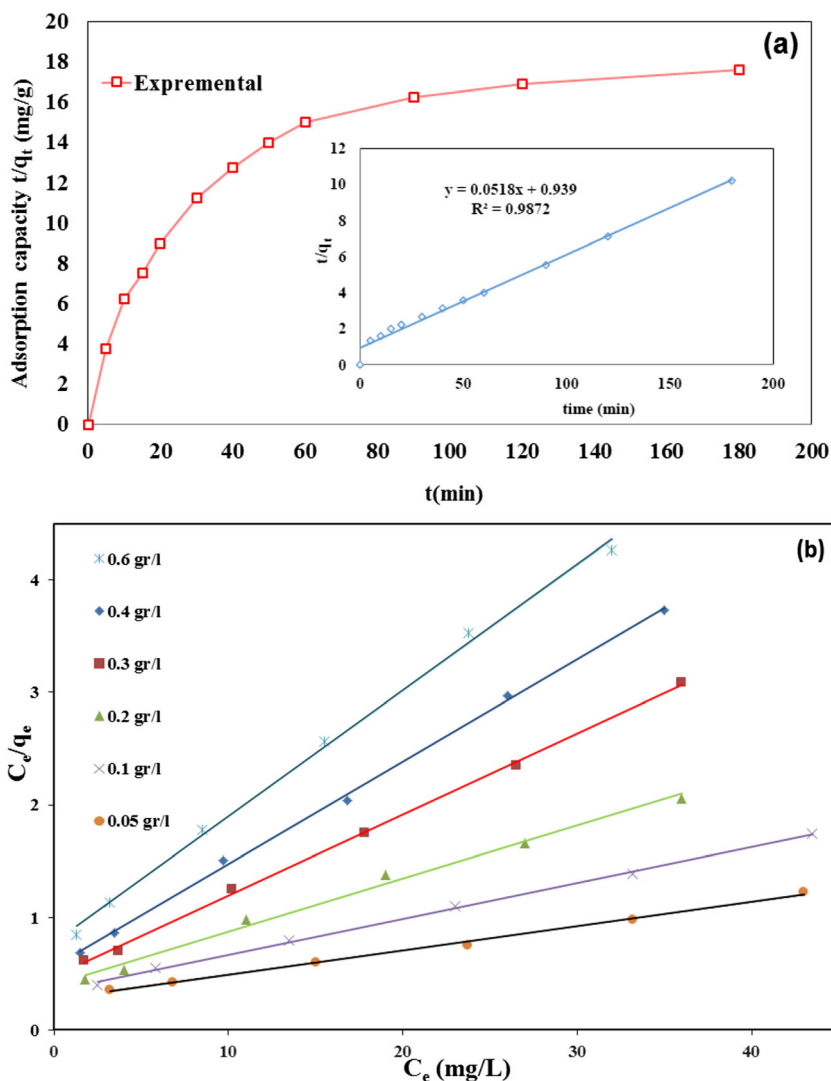 (a)
Adsorption capacity t/qt (mg/g)
20
18
16
14
12
10
8
6
4
2
0
Expremental
12
10
8
6
4
2
0
t/qt
y = 0.0518x + 0.939
R² = 0.9872
0 50 100 150 200
time (min)
0 20 40 60 80 100 120 140 160 180 200
t(min)
(b)
Ce/qe
4
3
2
1
0
0.6 gr/l
0.4 gr/l
0.3 gr/l
0.2 gr/l
0.1 gr/l
0.05 gr/l
0 10 20 30 40
Ce (mg/L)